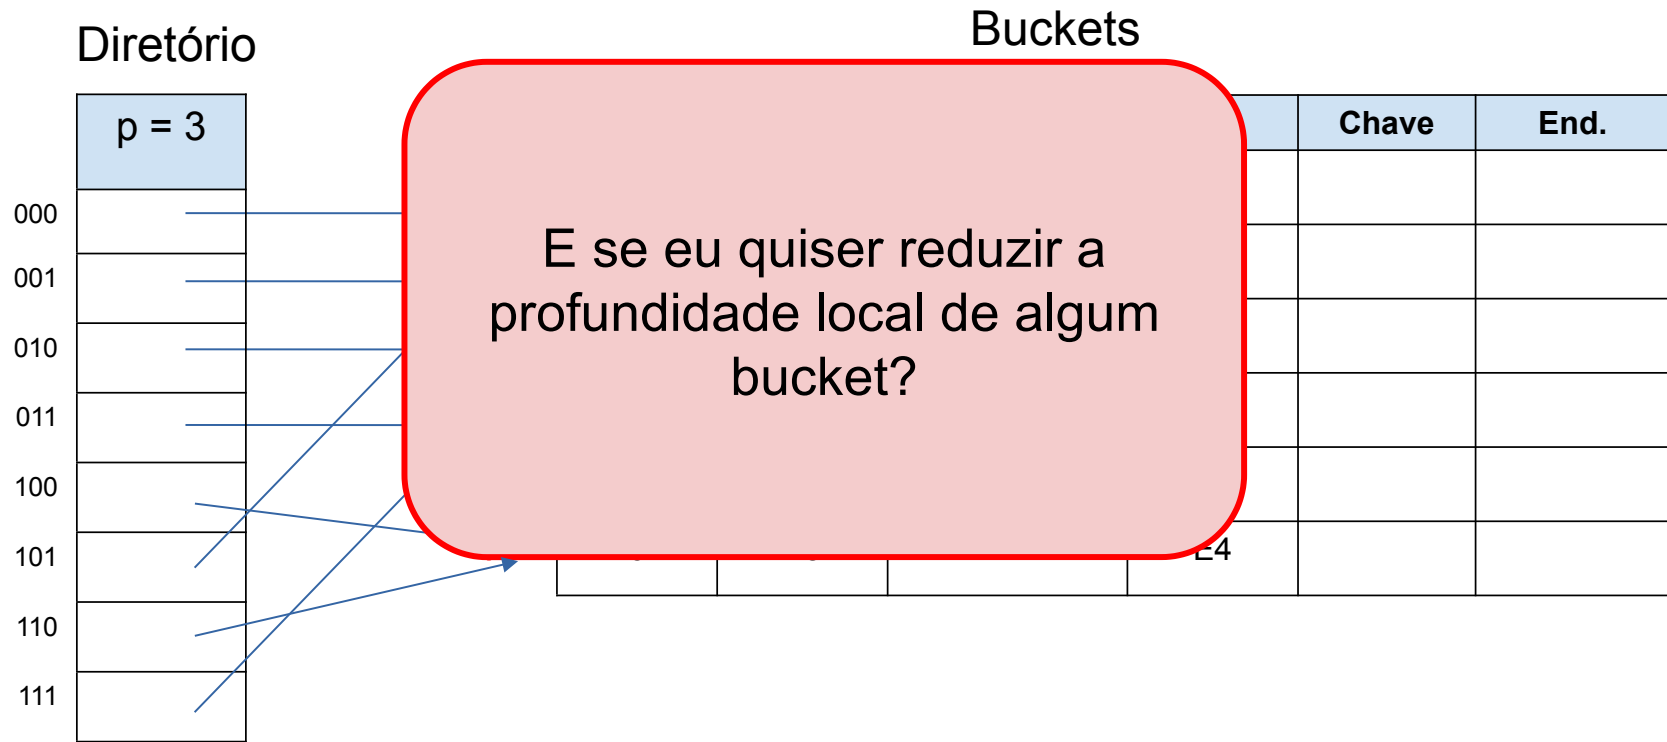 Diretório
Buckets
p = 3
Chave
End.
000
001
010
011
100
101
110
111
E se eu quiser reduzir a
profundidade local de algum
bucket?
E4